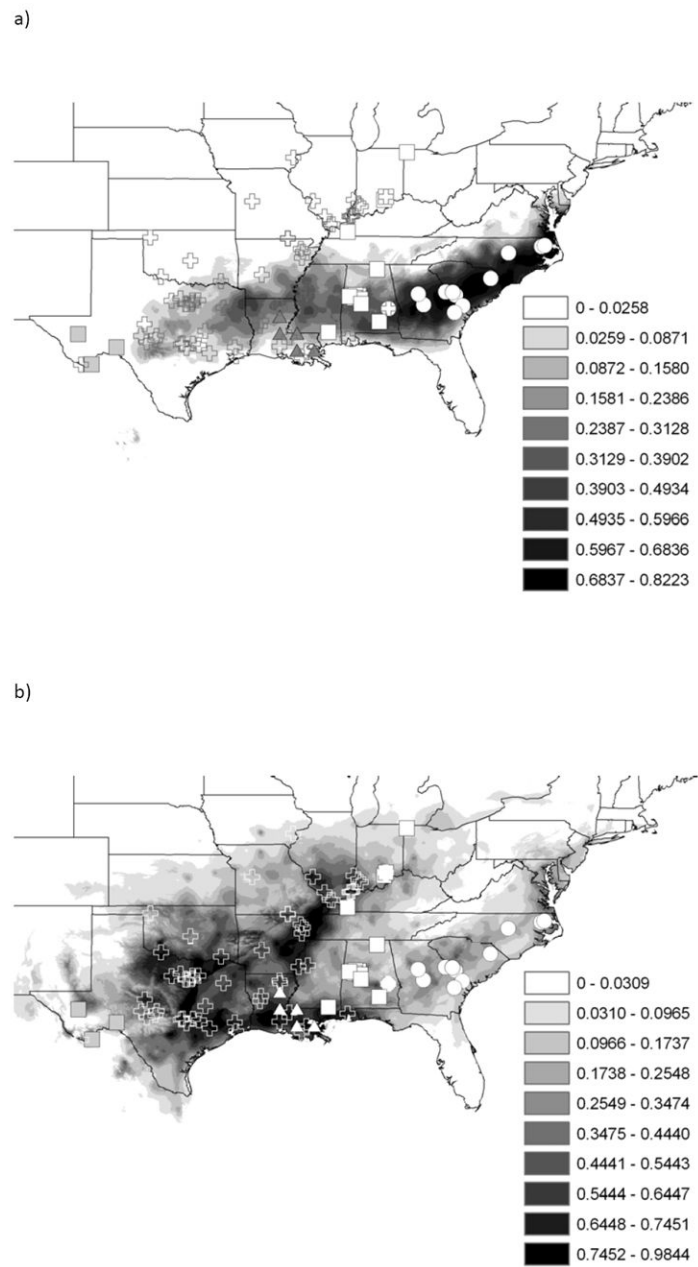 a)
0 - 0.0258
0.0259 - 0.0871
0.0872 - 0.1580
0.1581 - 0.2386
0.2387 - 0.3128
0.3129 - 0.3902
0.3903 - 0.4934
0.4935 - 0.5966
0.5967 - 0.6836
0.6837 - 0.8223
b)
0 - 0.0309
0.0310 - 0.0965
0.0966 - 0.1737
0.1738 - 0.2548
0.2549 - 0.3474
0.3475 - 0.4440
0.4441 - 0.5443
0.5444 - 0.6447
0.6448 - 0.7451
0.7452 - 0.9844